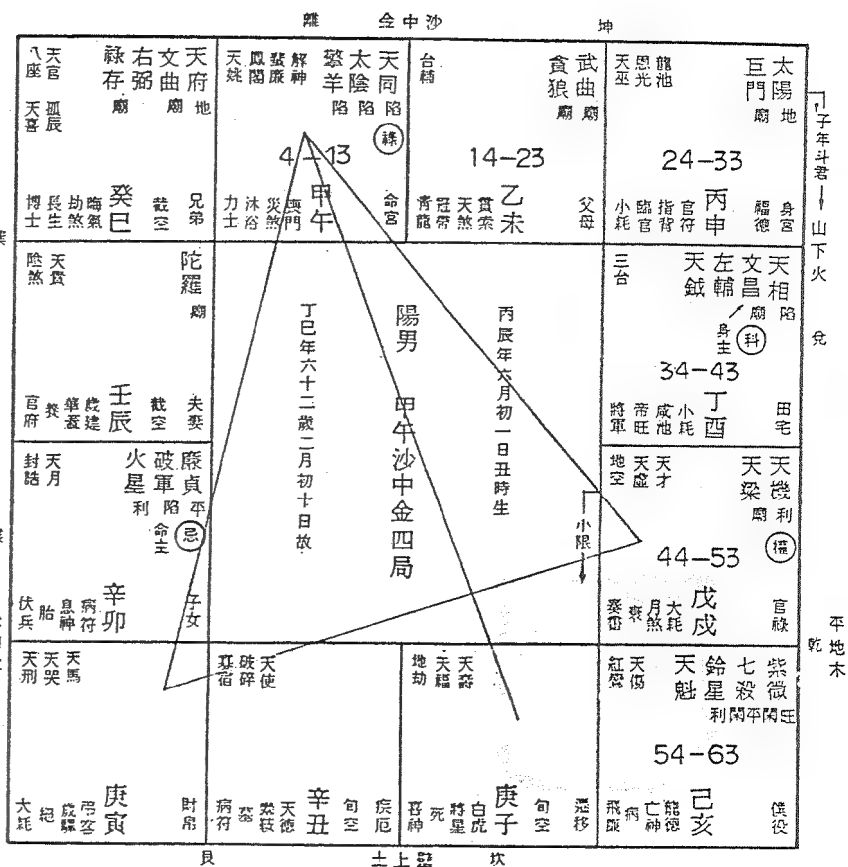 離
沙中金
坤
天府 地
文曲 廟
右弼
祿存 廟
天官
八座
孤辰
天喜
兄弟
截空
癸巳
晦氣
劫煞
長生
博士
天同 陷 祿
太陰 陷
擎羊 陷
解神
蜚廉
鳳閣
天姚
4—13
命宮
甲午
喪門
災煞
沐浴
力士
武曲 廟
貪狼 廟
台輔
14—23
父母
乙未
貫索
天煞
冠帶
青龍
太陽 地
巨門 廟
龍池
恩光
天巫
24—33
身宮
福德
丙申
官符
指背
臨官
小耗
子年斗君
山下火
陀羅 廟
天貴
陰煞
夫妻
截空
壬辰
歲建
華蓋
養
官府
丙辰年六月初一日丑時生
陽男 甲午沙中金四局
丁巳年六十二歲二月初十日故
小限
天相 陷
文昌 廟 科
左輔
天鉞
三台
身主
34—43
田宅
丁酉
小耗
咸池
帝旺
將軍
兌
廉貞 平 忌
破軍 陷
火星 利
天月
封誥
命主
子女
辛卯
病符
息神
胎
伏兵
天機 利 權
天梁 廟
天才
天虛
地空
44—53
官祿
戊戌
大耗
月煞
衰
奏書
天馬
天哭
天刑
財帛
庚寅
弔客
歲驛
絕
大耗
天使
破碎
寡宿
疾厄
旬空
辛丑
天德
墓
病符
天壽
天福
地劫
遷移
旬空
庚子
白虎
將星
死
喜神
紫微 旺
七殺 平
鈴星 利
天魁
天傷
紅鸞
54—63
僕役
己亥
龍德
亡神
病
飛廉
平地木
乾
艮
壁上土
坎